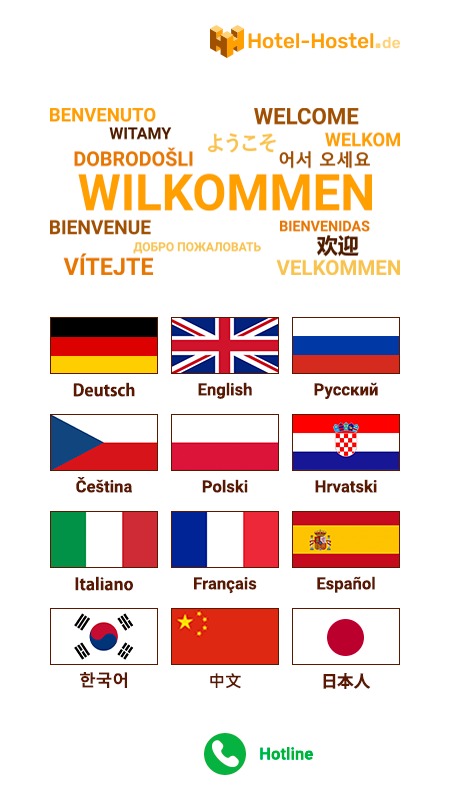 Hotel-Hostel.de
BENVENUTO
WELCOME
WITAMY
ようこそ
WELKOM
DOBRODOŠLI
어서 오세요
WILKOMMEN
BIENVENUE
BIENVENIDAS
ДОБРО ПОЖАЛОВАТЬ
欢迎
VÍTEJTE
VELKOMMEN
Deutsch
English
Русский
Čeština
Polski
Hrvatski
Italiano
Français
Español
한국어
中文
日本人
Hotline